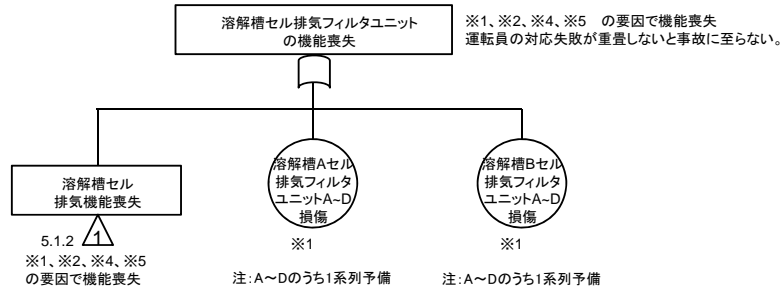 溶解槽セル排気フィルタユニット
の機能喪失
※1、※2、※4、※5 の要因で機能喪失
運転員の対応失敗が重畳しないと事故に至らない。
溶解槽セル
排気機能喪失
5.1.2 1
※1、※2、※4、※5
の要因で機能喪失
溶解槽Aセル
排気フィルタ
ユニットA~D
損傷
※1
注:A～Dのうち1系列予備
溶解槽Bセル
排気フィルタ
ユニットA~D
損傷
※1
注:A～Dのうち1系列予備